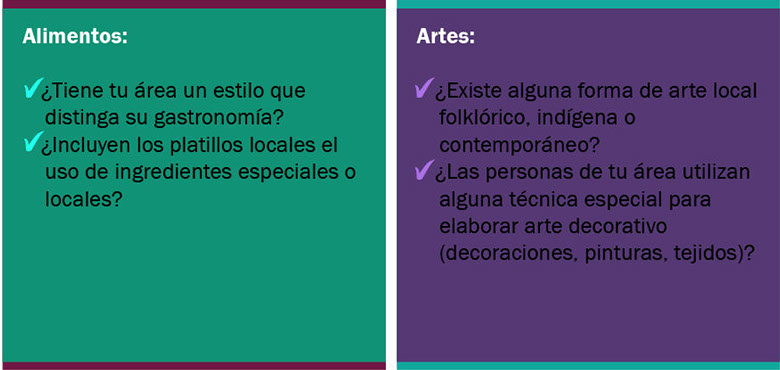 Alimentos:
¿Tiene tu área un estilo que
distinga su gastronomía?
¿Incluyen los platillos locales el
uso de ingredientes especiales o
locales?
Artes:
¿Existe alguna forma de arte local
folklórico, indígena o
contemporáneo?
¿Las personas de tu área utilizan
alguna técnica especial para
elaborar arte decorativo
(decoraciones, pinturas, tejidos)?